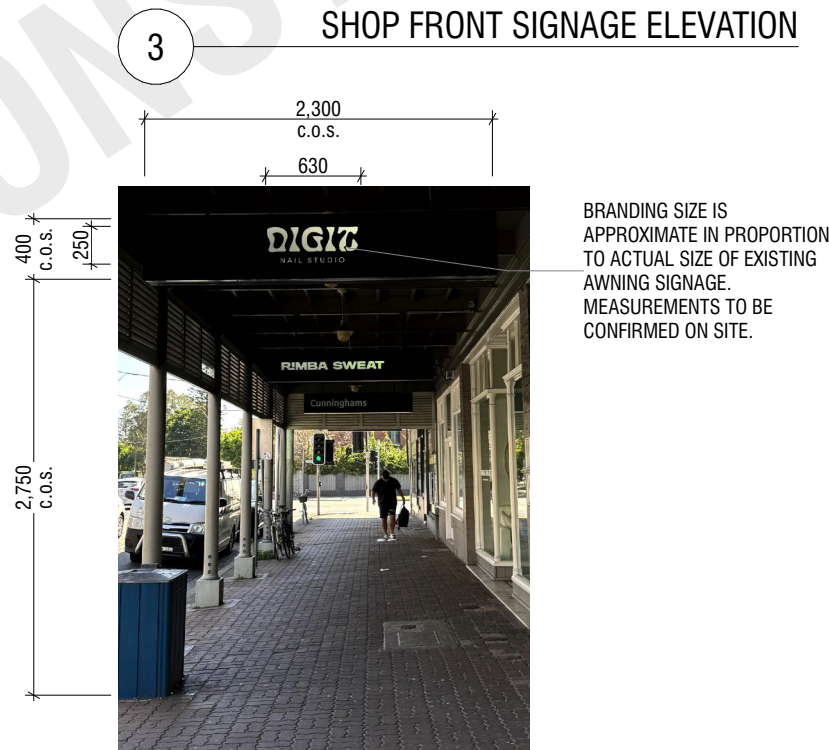 3
SHOP FRONT SIGNAGE ELEVATION
2,300
c.o.s.
630
400
c.o.s.
250
DIGIT
NAIL STUDIO
BRANDING SIZE IS
APPROXIMATE IN PROPORTION
TO ACTUAL SIZE OF EXISTING
AWNING SIGNAGE.
MEASUREMENTS TO BE
CONFIRMED ON SITE.
R!MBA SWEAT
Cunninghams
2,750
c.o.s.